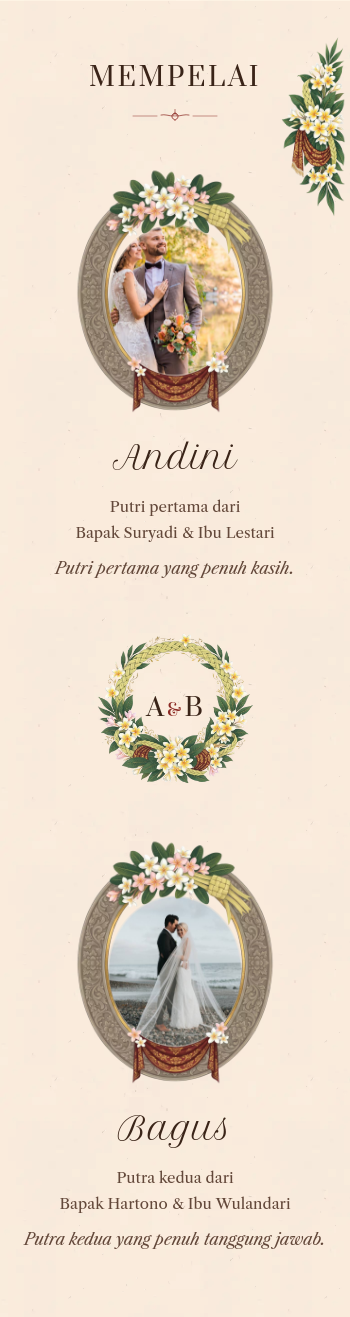 MEMPELAI
Andini
Putri pertama dari
Bapak Suryadi & Ibu Lestari
Putri pertama yang penuh kasih.
A&B
Bagus
Putra kedua dari
Bapak Hartono & Ibu Wulandari
Putra kedua yang penuh tanggung jawab.